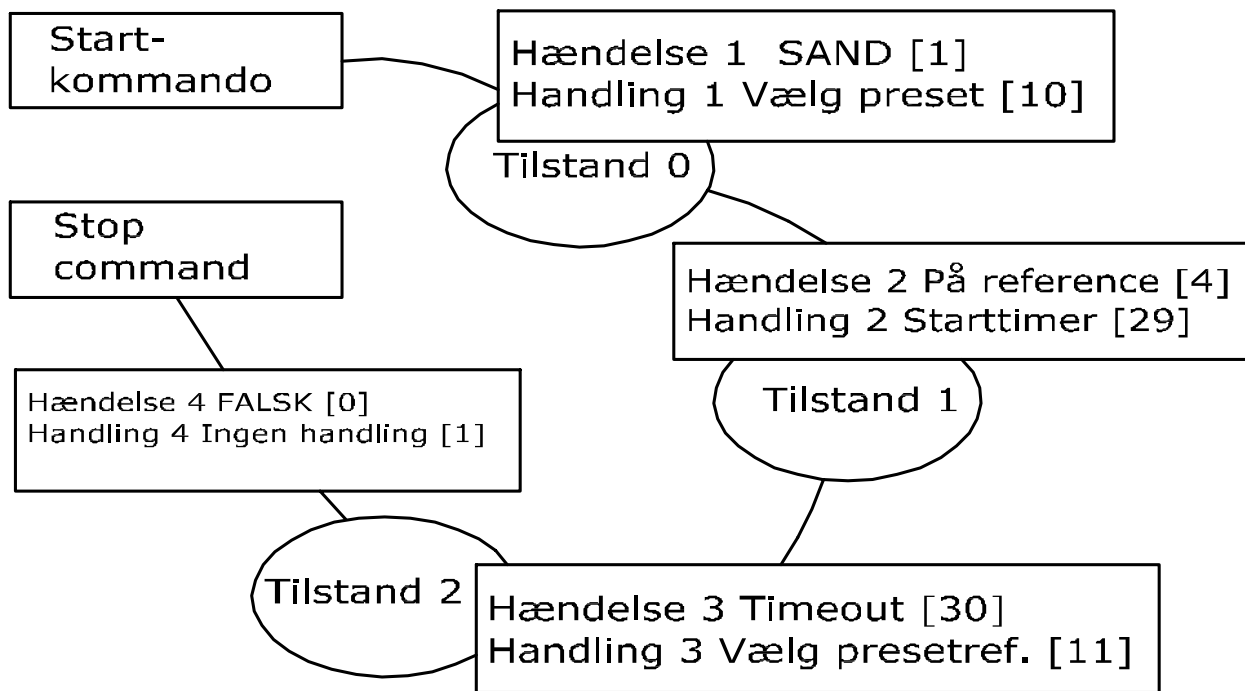 Start-
kommando
Hændelse 1 SAND [1]
Handling 1 Vælg preset [10]
Tilstand 0
Stop
command
Hændelse 2 På reference [4]
Handling 2 Starttimer [29]
Tilstand 1
Hændelse 4 FALSK [0]
Handling 4 Ingen handling [1]
Tilstand 2
Hændelse 3 Timeout [30]
Handling 3 Vælg presetref. [11]